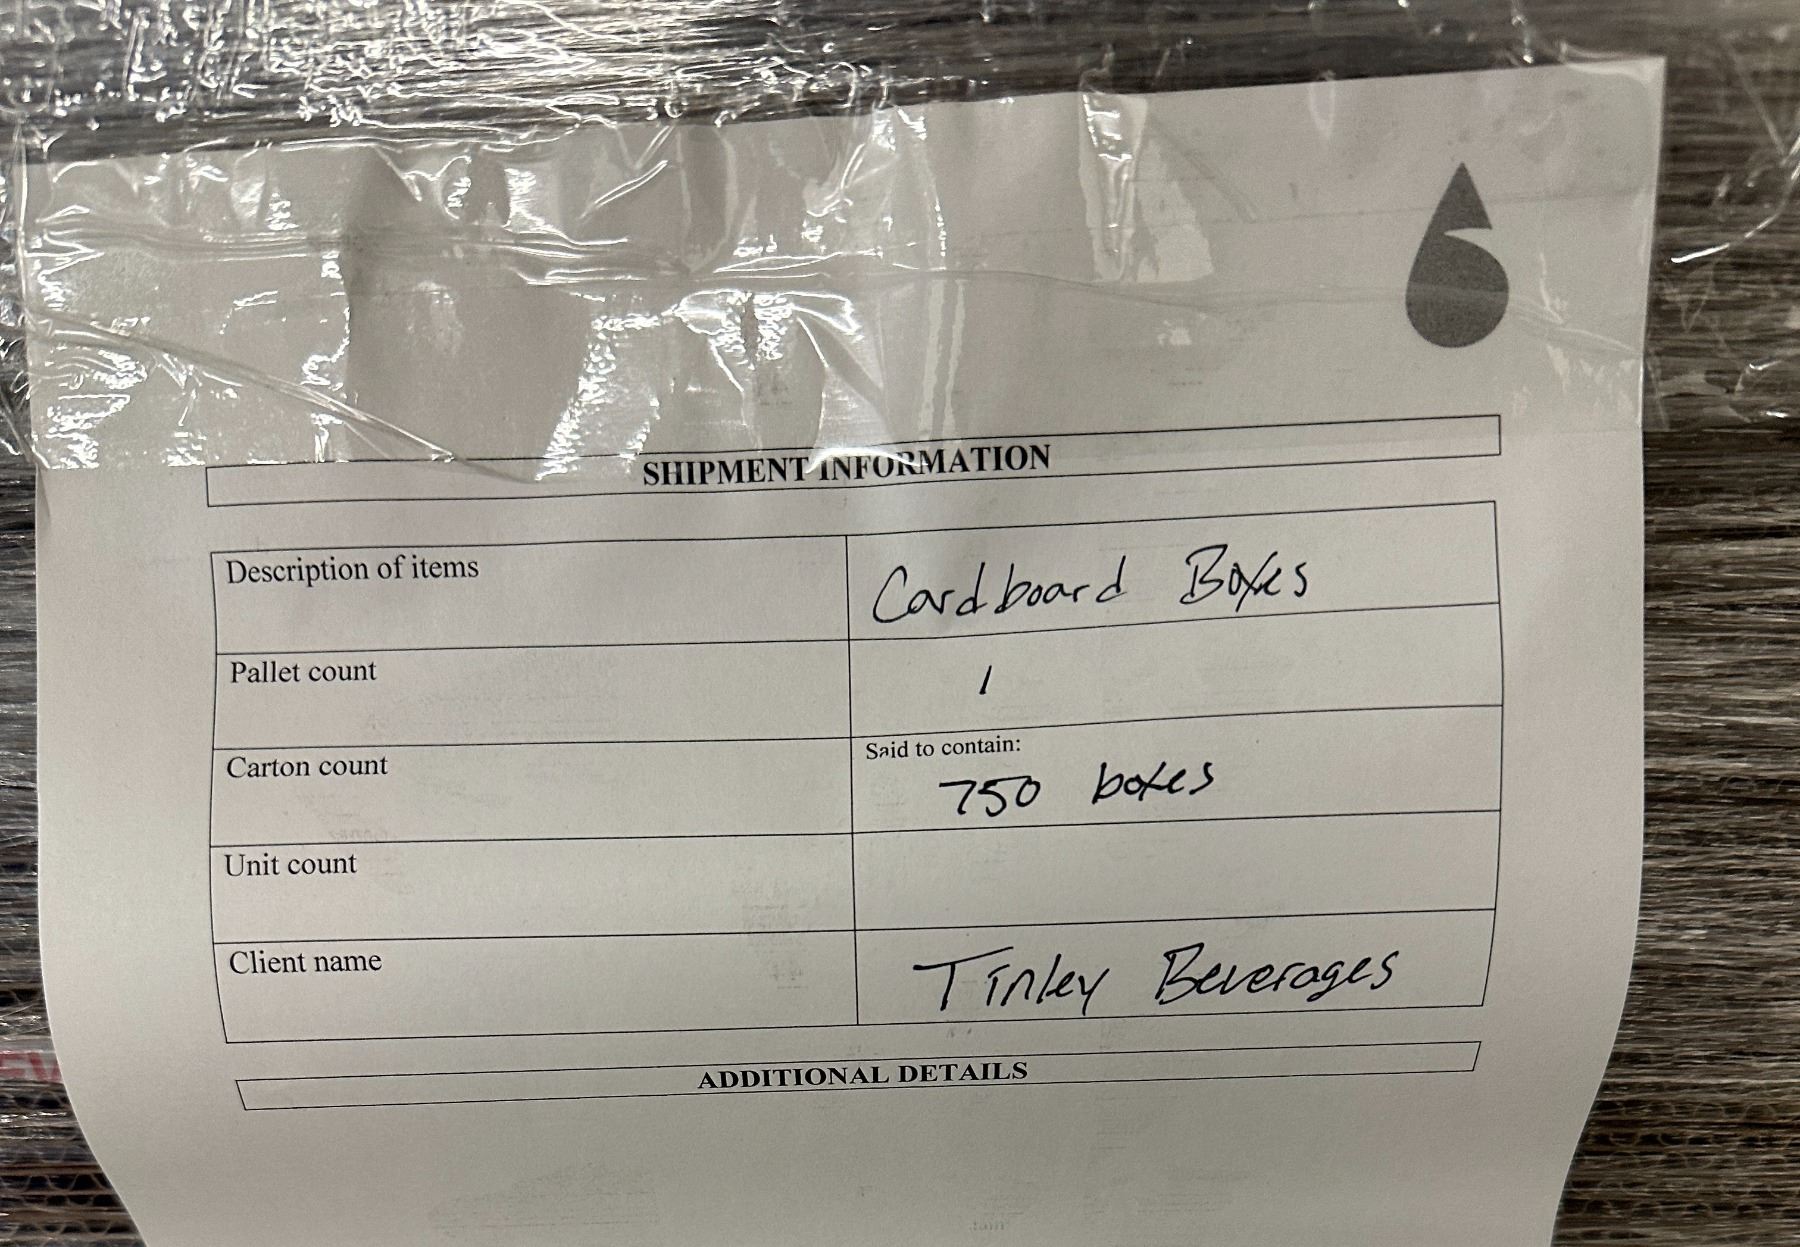 SHIPMENT INFORMATION
Description of items
Cardboard Boxes
Pallet count
1
Carton count
Said to contain:
750 boxes
Unit count
Client name
Tinley Beverages
ADDITIONAL DETAILS